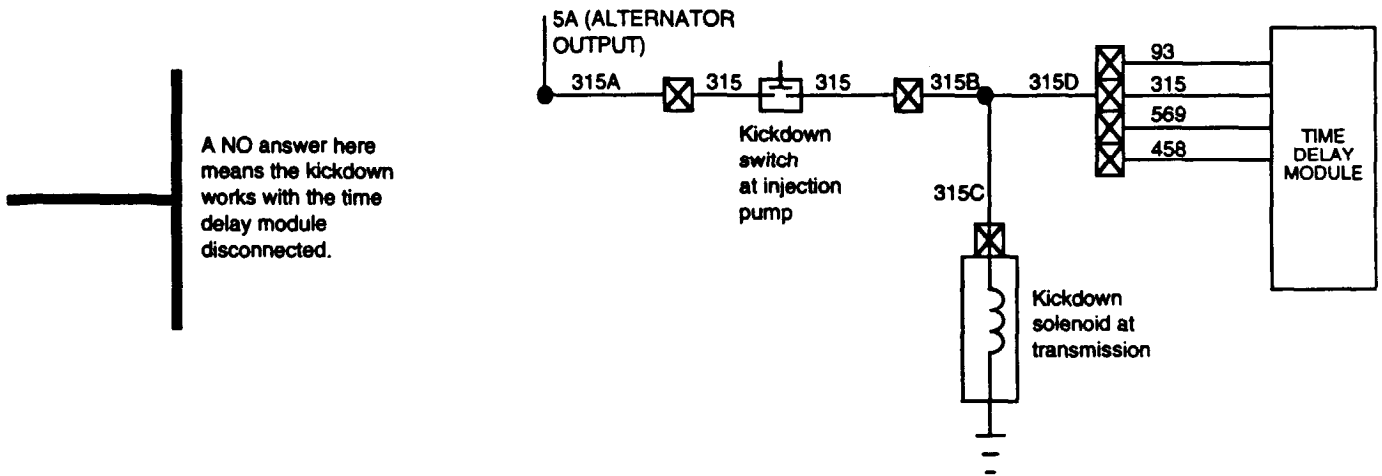 5A (ALTERNATOR
OUTPUT)
315A
315
315
315B
315D
93
315
569
458
TIME
DELAY
MODULE
A NO answer here
means the kickdown
works with the time
delay module
disconnected.
Kickdown
switch
at injection
pump
315C
Kickdown
solenoid at
transmission